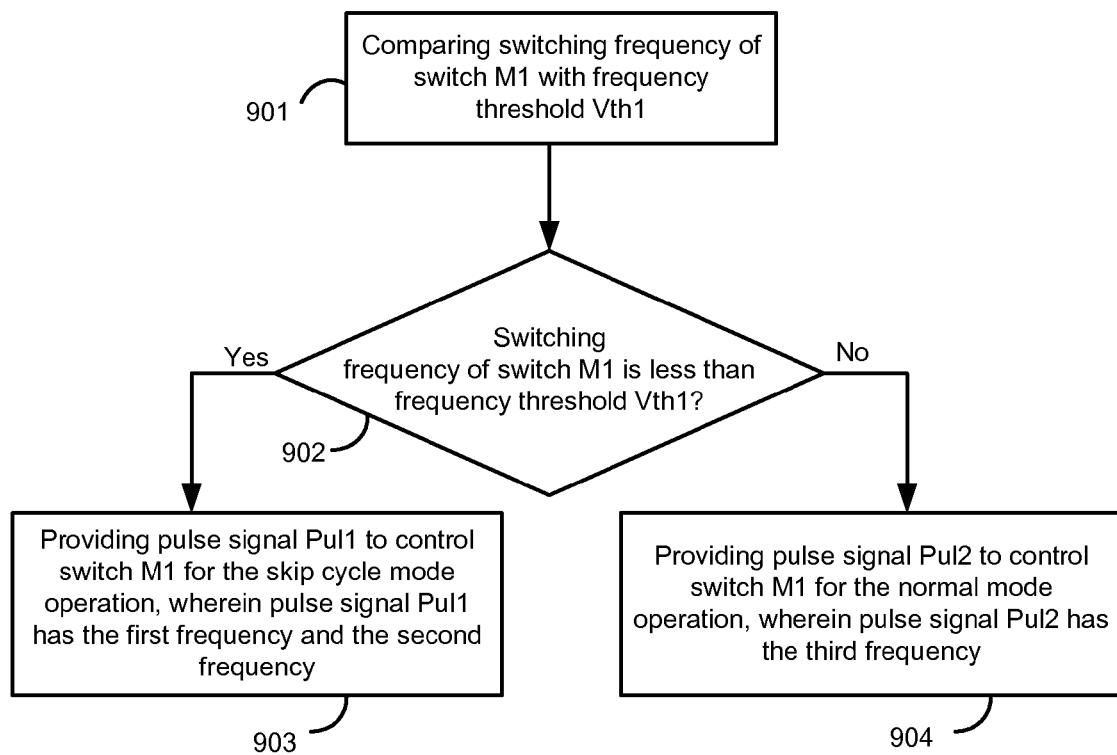 Comparing switching frequency of
switch M1 with frequency
threshold Vth1
901
Switching
frequency of switch M1 is less than
frequency threshold Vth1?
Yes
No
902
Providing pulse signal Pul1 to control
switch M1 for the skip cycle mode
operation, wherein pulse signal Pul1
has the first frequency and the second
frequency
903
Providing pulse signal Pul2 to control
switch M1 for the normal mode
operation, wherein pulse signal Pul2 has
the third frequency
904